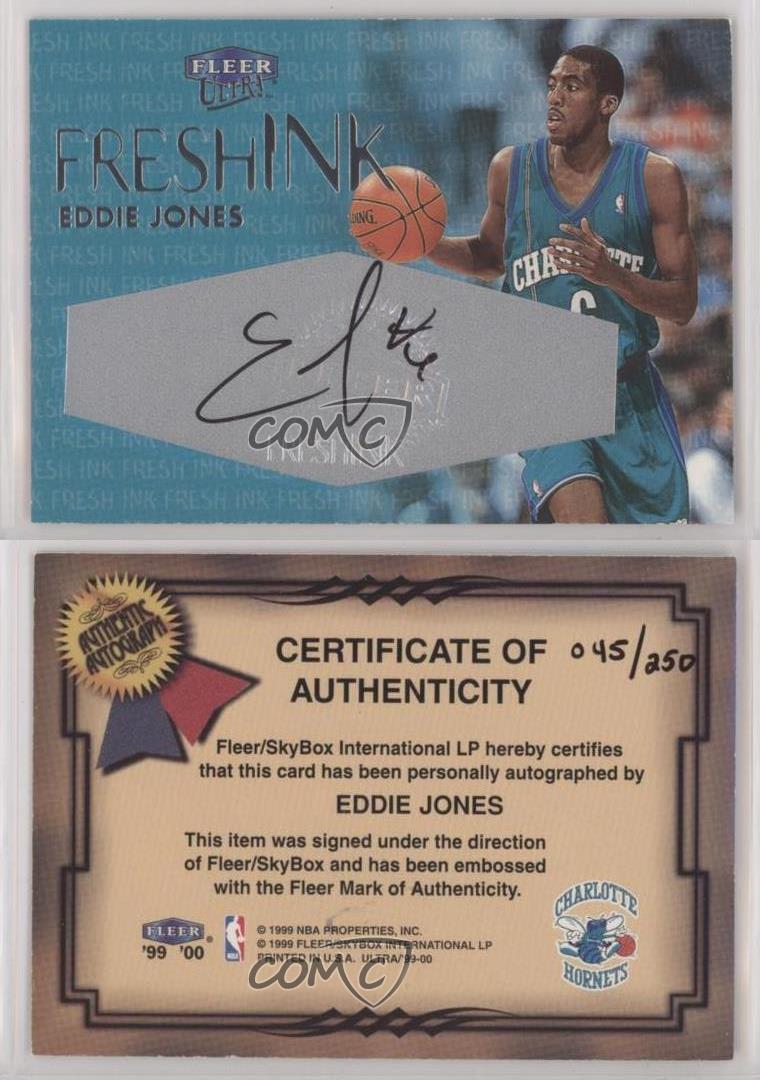 FLEER
ULTRA
FRESHINK
EDDIE JONES
CHARLOTTE
6
COMC
FRESHINK
AUTHENTIC
AUTOGRAPH
CERTIFICATE OF 045/250
AUTHENTICITY
Fleer/SkyBox International LP hereby certifies
that this card has been personally autographed by
EDDIE JONES
This item was signed under the direction
of Fleer/SkyBox and has been embossed
with the Fleer Mark of Authenticity.
FLEER
'99 '00
NBA
© 1999 NBA PROPERTIES, INC.
© 1999 FLEER/SKYBOX INTERNATIONAL LP
PRINTED IN U.S.A. ULTRA/'99-00
CHARLOTTE
HORNETS
COMC